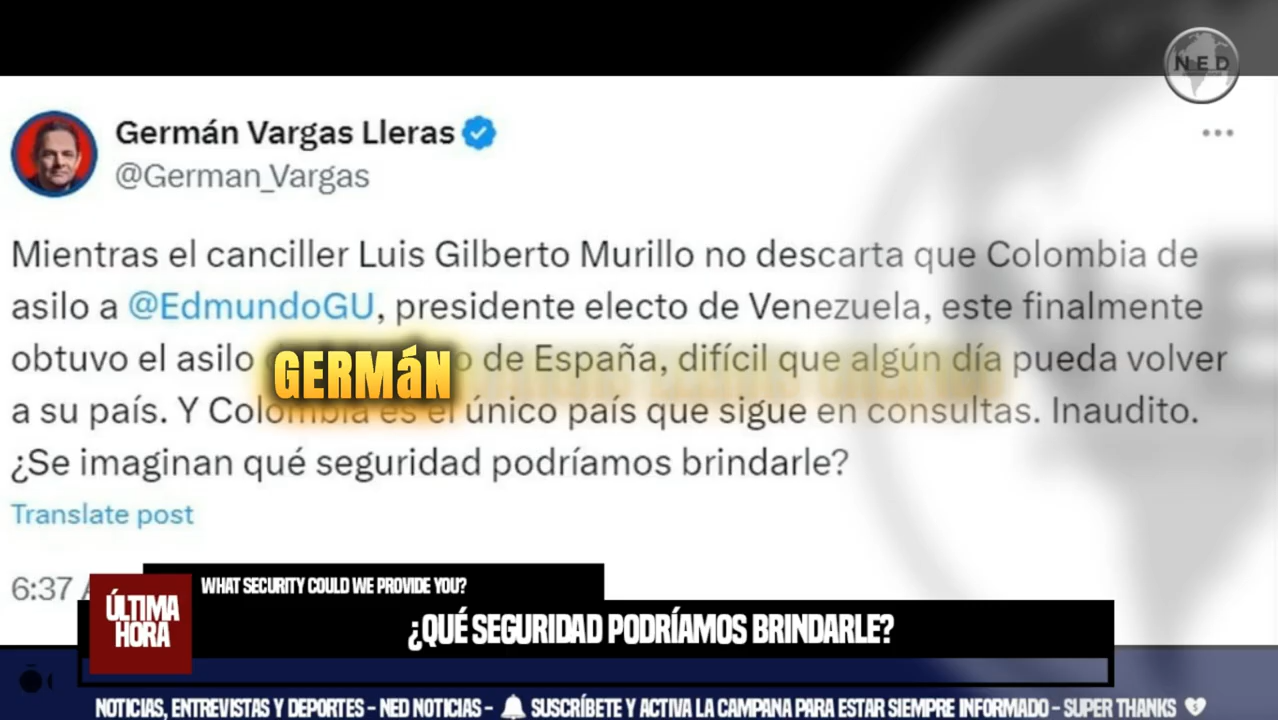 NED
Germán Vargas Lleras
@German_Vargas
Mientras el canciller Luis Gilberto Murillo no descarta que Colombia de
asilo a @EdmundoGU, presidente electo de Venezuela, este finalmente
obtuvo el asilo de España, difícil que algún día pueda volver
GERMáN
a su país. Y Colombia es el único país que sigue en consultas. Inaudito.
¿Se imaginan qué seguridad podríamos brindarle?
Translate post
6:37
WHAT SECURITY COULD WE PROVIDE YOU?
ÚLTIMA
HORA
¿QUÉ SEGURIDAD PODRÍAMOS BRINDARLE?
NOTICIAS, ENTREVISTAS Y DEPORTES - NED NOTICIAS - SUSCRÍBETE Y ACTIVA LA CAMPANA PARA ESTAR SIEMPRE INFORMADO - SUPER THANKS